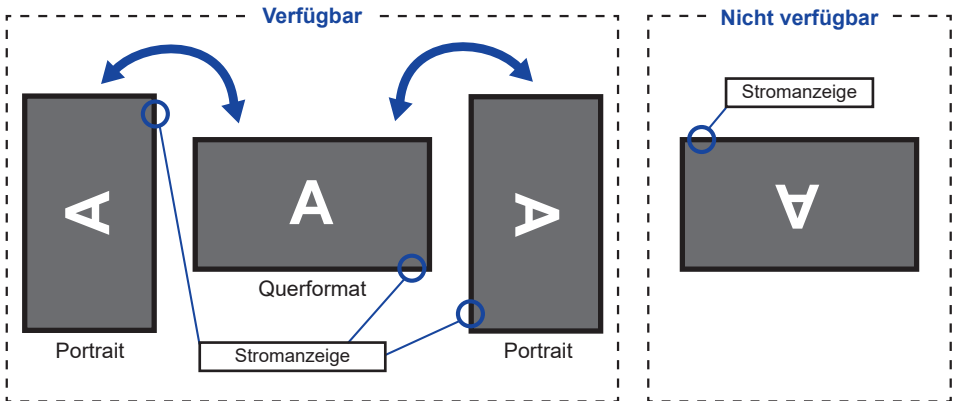 Verfügbar
Nicht verfügbar
Stromanzeige
A
A
A
A
Querformat
Portrait
Stromanzeige
Portrait